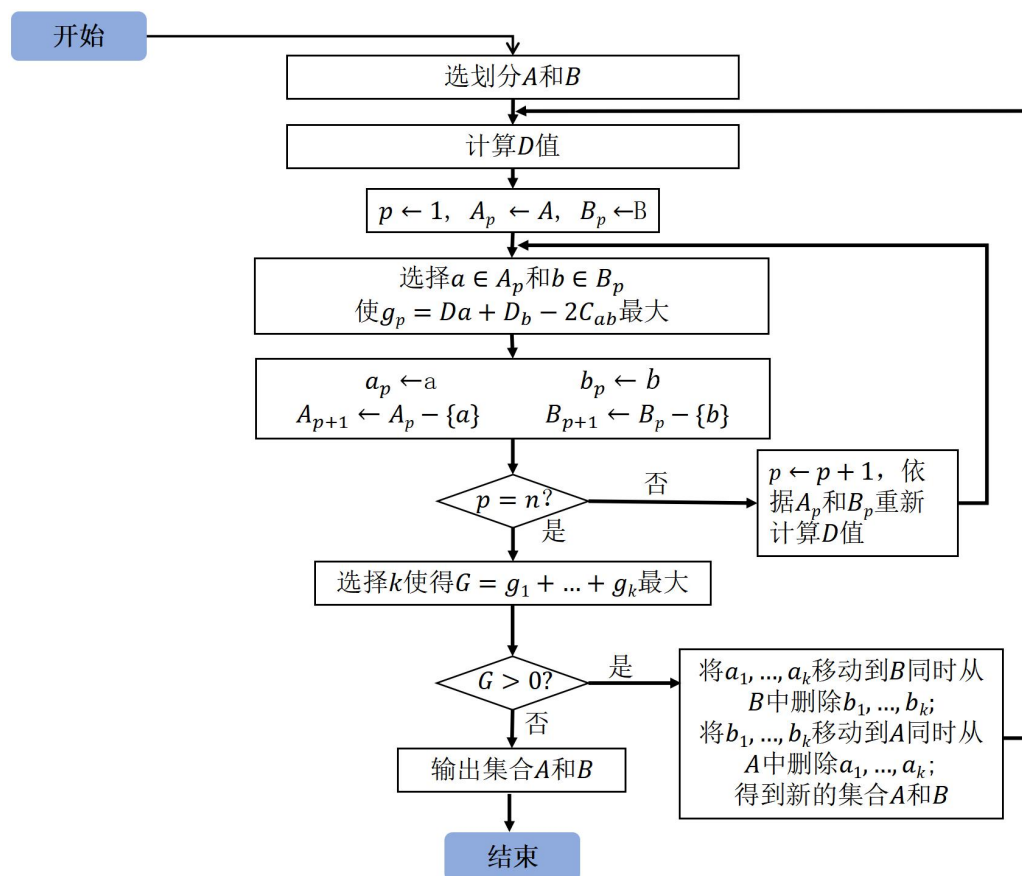 开始
选划分A和B
计算D值
p ← 1, A_p ← A, B_p ←B
选择a ∈ A_p和b ∈ B_p
使g_p = Da + D_b − 2C_ab最大
a_p ←a b_p ← b
A_{p+1} ← A_p − {a} B_{p+1} ← B_p − {b}
p = n?
否
是
p ← p + 1，依
据A_p和B_p重新
计算D值
选择k使得G = g_1 + ... + g_k最大
G > 0?
是
否
将a_1, ..., a_k移动到B同时从
B中删除b_1, ..., b_k;
将b_1, ..., b_k移动到A同时从
A中删除a_1, ..., a_k;
得到新的集合A和B
输出集合A和B
结束